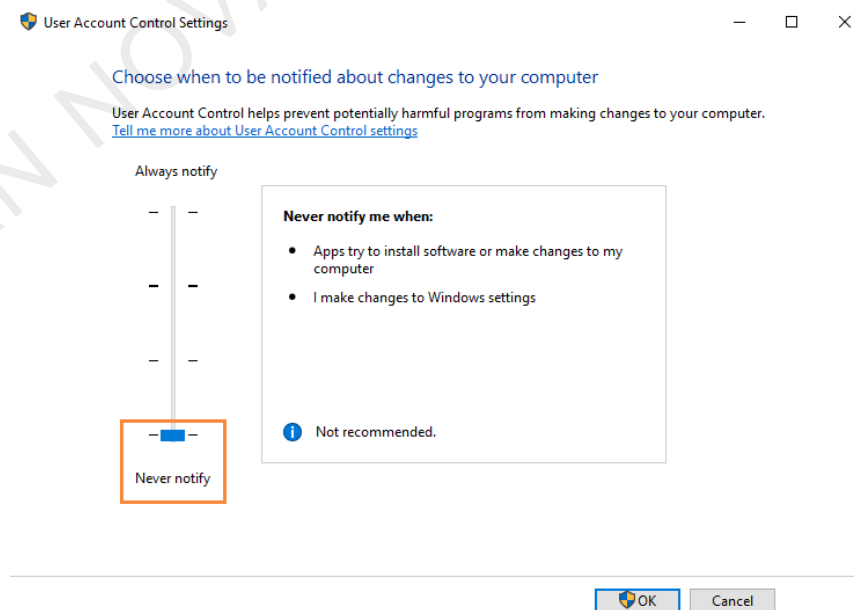 User Account Control Settings
Choose when to be notified about changes to your computer
User Account Control helps prevent potentially harmful programs from making changes to your computer.
Tell me more about User Account Control settings
Always notify
Never notify me when:
• Apps try to install software or make changes to my
computer
• I make changes to Windows settings
Not recommended.
Never notify
OK Cancel